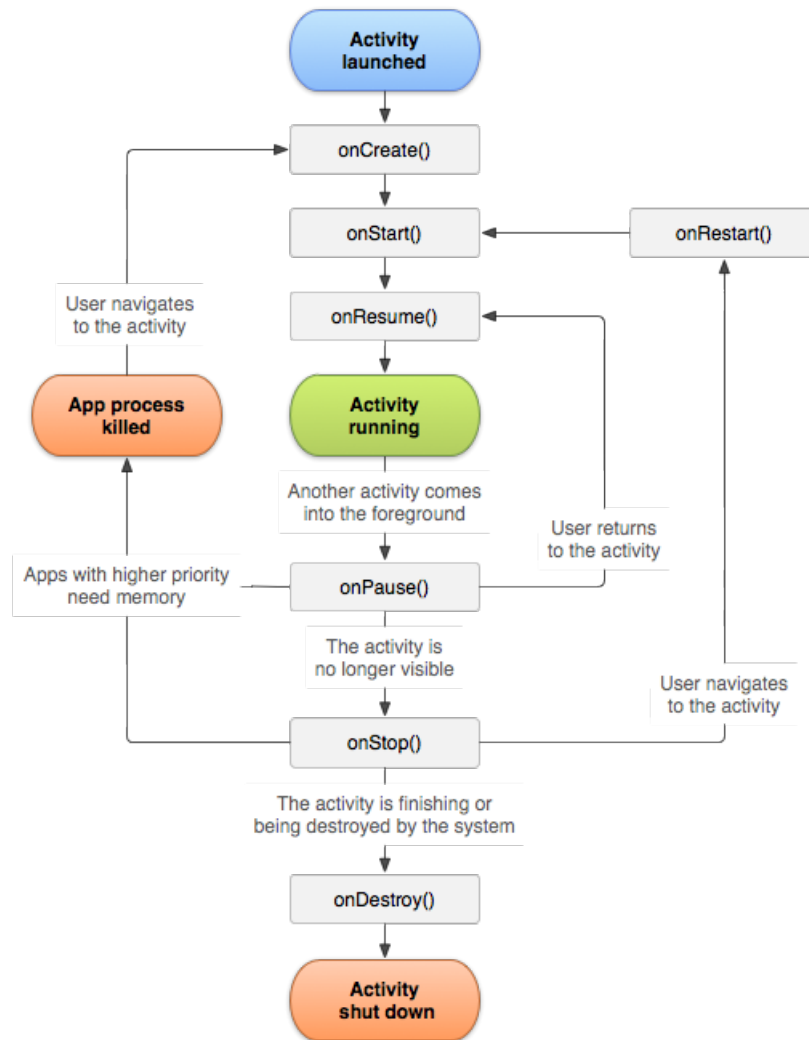 Activity
launched
onCreate()
onStart()
onRestart()
onResume()
User navigates
to the activity
App process
killed
Activity
running
Another activity comes
into the foreground
User returns
to the activity
Apps with higher priority
need memory
onPause()
The activity is
no longer visible
User navigates
to the activity
onStop()
The activity is finishing or
being destroyed by the system
onDestroy()
Activity
shut down